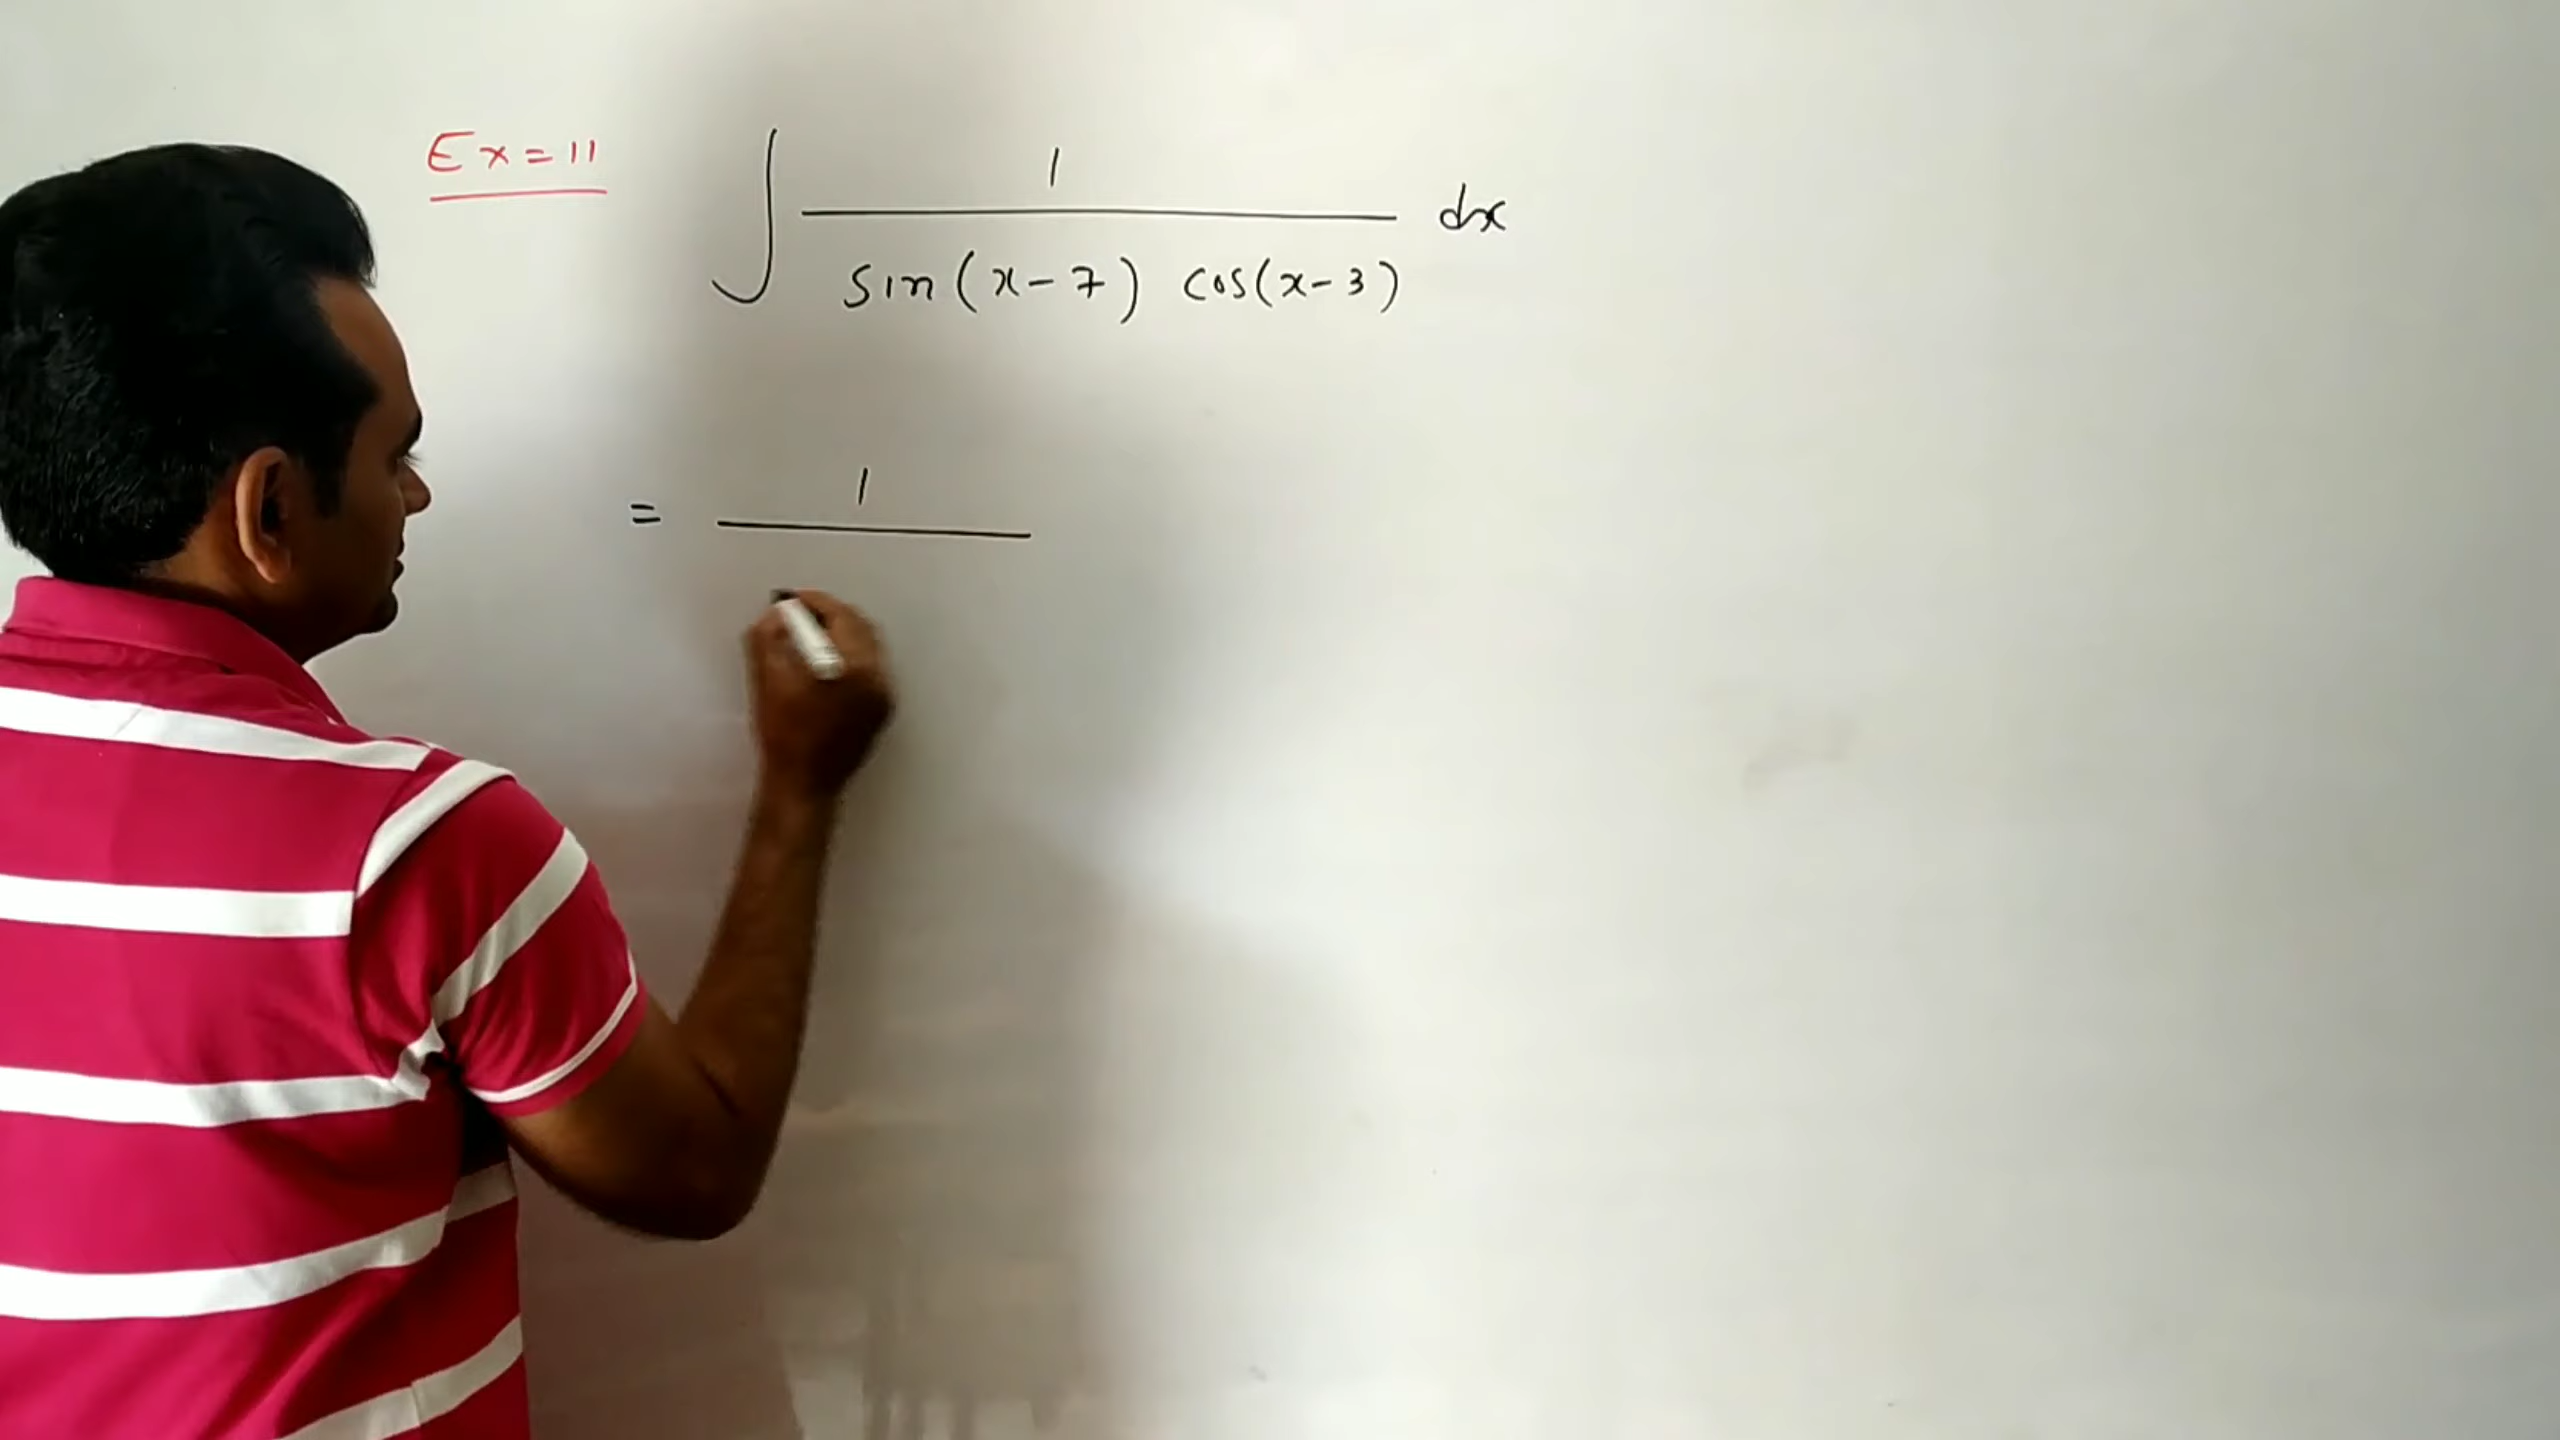 Ex = 11
∫ 1 / sin(x-7) cos(x-3) dx
= 1 /